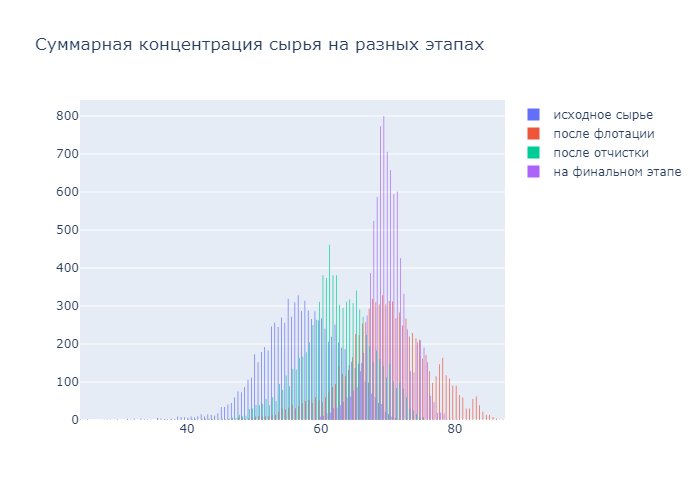 Суммарная концентрация сырья на разных этапах
800
700
600
500
400
300
200
100
0
40
60
80
исходное сырье
после флотации
после отчистки
на финальном этапе